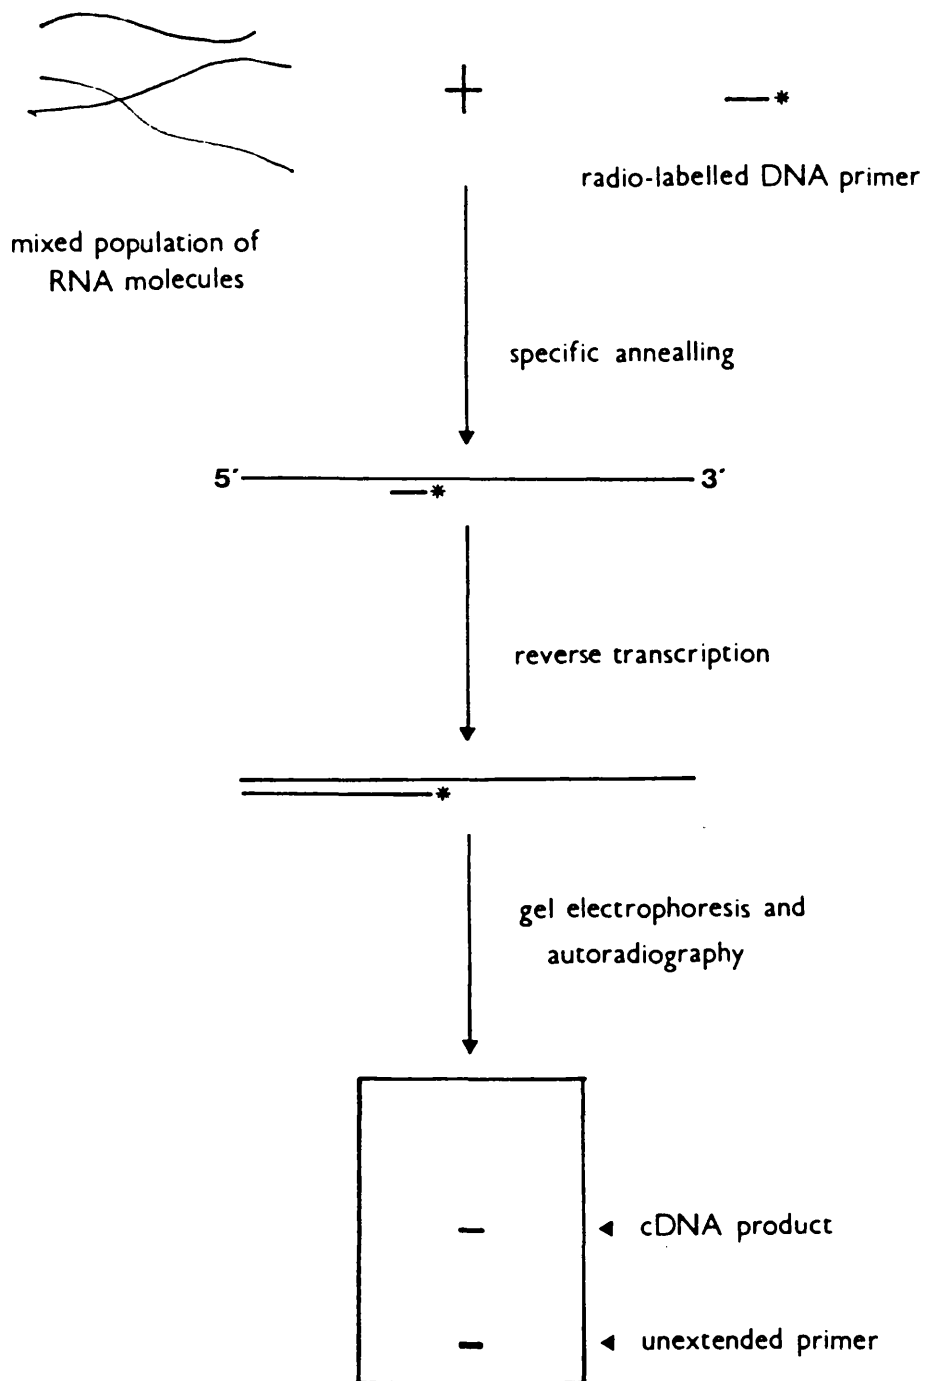 +
*
radio-labelled DNA primer
mixed population of
RNA molecules
specific annealling
5′ 3′
*
reverse transcription
*
gel electrophoresis and
autoradiography
cDNA product
unextended primer